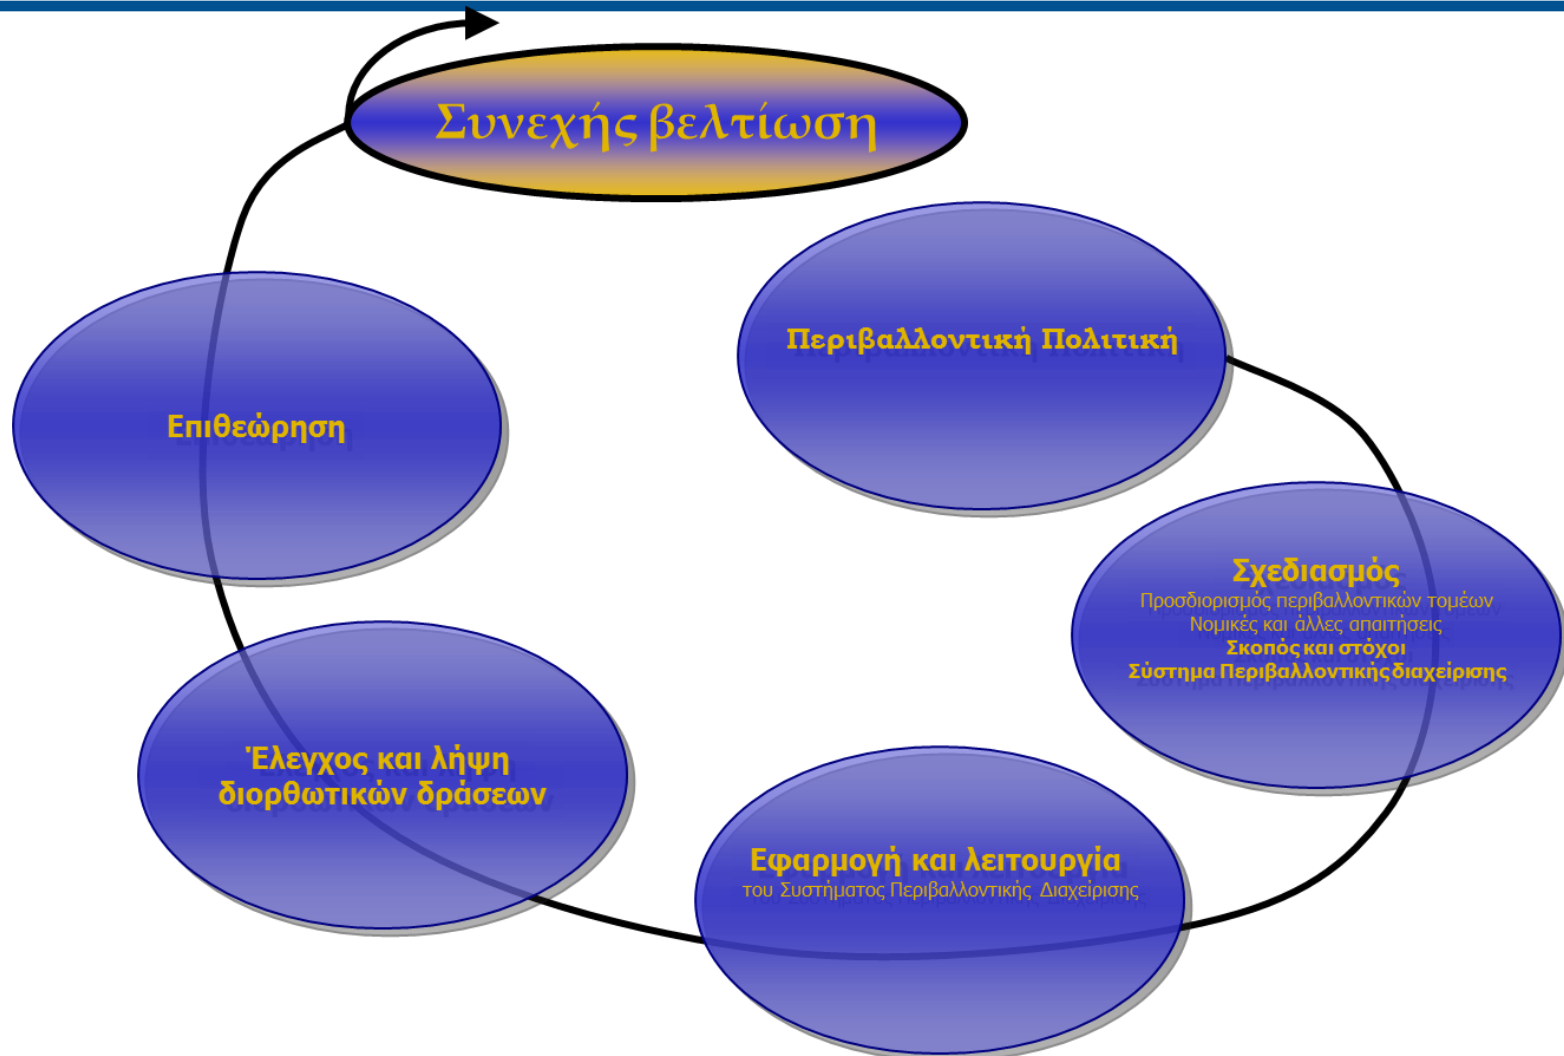 Συνεχής βελτίωση
Περιβαλλοντική Πολιτική
Σχεδιασμός
Προσδιορισμός περιβαλλοντικών τομέων
Νομικές και άλλες απαιτήσεις
Σκοπός και στόχοι
Σύστημα Περιβαλλοντικής διαχείρισης
Εφαρμογή και λειτουργία
του Συστήματος Περιβαλλοντικής Διαχείρισης
Έλεγχος και λήψη
διορθωτικών δράσεων
Επιθεώρηση